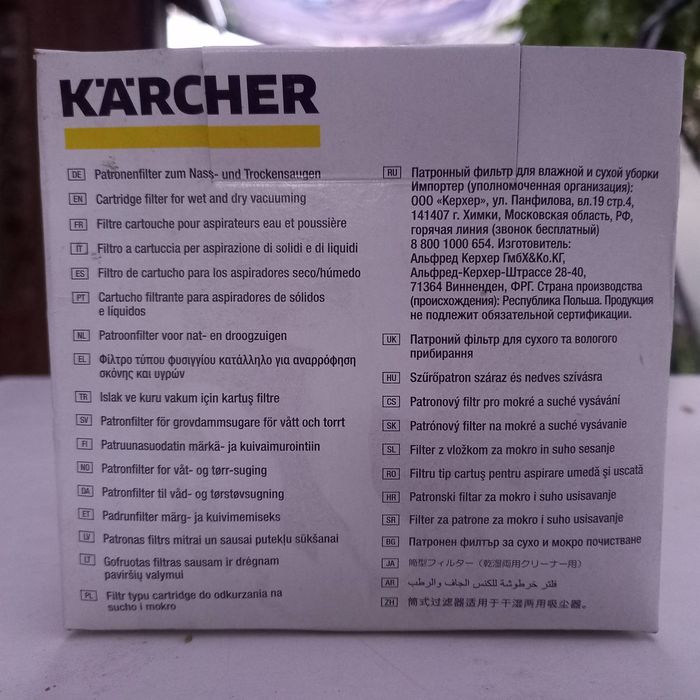 KÄRCHER
DE Patronenfilter zum Nass- und Trockensaugen
EN Cartridge filter for wet and dry vacuuming
FR Filtre cartouche pour aspirateurs eau et poussière
IT Filtro a cartuccia per aspirazione di solidi e di liquidi
ES Filtro de cartucho para los aspiradores seco/húmedo
PT Cartucho filtrante para aspiradores de sólidos
e líquidos
NL Patroonfilter voor nat- en droogzuigen
EL Φίλτρο τύπου φυσιγγίου κατάλληλο για αναρρόφηση
σκόνης και υγρών
TR Islak ve kuru vakum için kartuş filtre
SV Patronfilter för grovdammsugare för vått och torrt
FI Patruunasuodatin märkä- ja kuivaimurointiin
NO Patronfilter for våt- og tørr-suging
DA Patronfilter til våd- og tørstøvsugning
ET Padrunfilter märg- ja kuivimemiseks
LV Patronas filtrs mitrai un sausai putekļu sūkšanai
LT Gofruotas filtras sausam ir drėgnam
paviršių valymui
PL Filtr typu cartridge do odkurzania na
sucho i mokro
RU Патронный фильтр для влажной и сухой уборки
Импортер (уполномоченная организация):
ООО «Керхер», ул. Панфилова, вл.19 стр.4,
141407 г. Химки, Московская область, РФ,
горячая линия (звонок бесплатный)
8 800 1000 654. Изготовитель:
Альфред Керхер ГмбХ&Ко.КГ,
Альфред-Керхер-Штрассе 28-40,
71364 Винненден, ФРГ. Страна производства
(происхождения): Республика Польша. Продукция
не подлежит обязательной сертификации.
UK Патроний фільтр для сухого та вологого
прибирання
HU Szűrőpatron száraz és nedves szívásra
CS Patronový filtr pro mokré a suché vysávání
SK Patrónový filter na mokré a suché vysávanie
SL Filter z vložkom za mokro in suho sesanje
RO Filtru tip cartuş pentru aspirare umedă şi uscată
HR Patronski filtar za mokro i suho usisavanje
SR Filter za patrone za mokro i suho usisavanje
BG Патронен филтър за сухо и мокро почистване
JA 筒型フィルター（乾湿両用クリーナー用）
AR فلتر خرطوشة للكنس الجاف والرطب
ZH 筒式过滤器适用于干湿两用吸尘器。